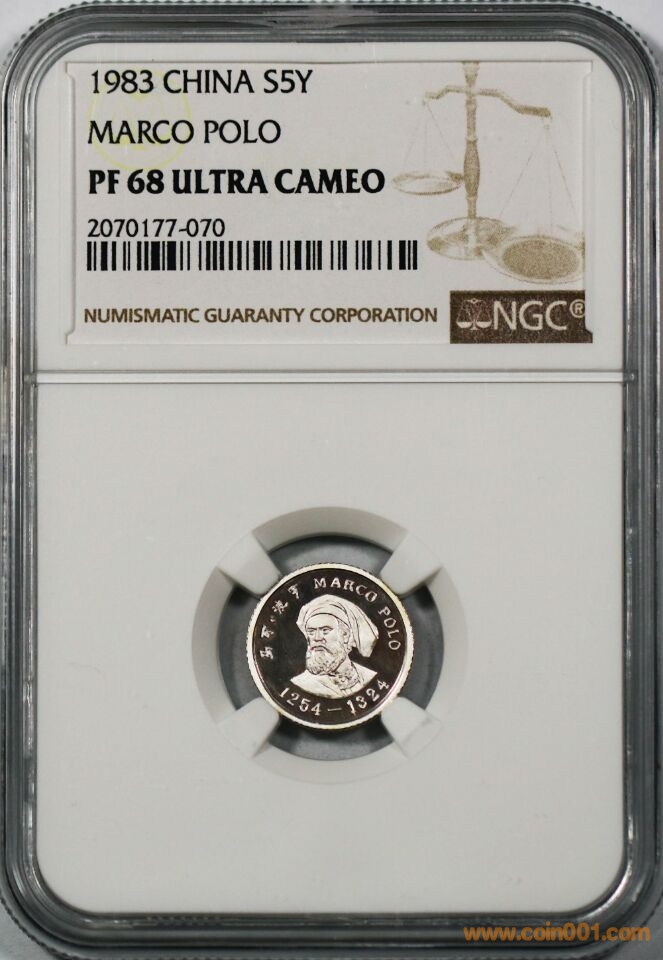 1983 CHINA S5Y
MARCO POLO
PF 68 ULTRA CAMEO
2070177-070
NUMISMATIC GUARANTY CORPORATION
NGC®
马可·波罗 MARCO POLO
1254-1324
www.coin001.com